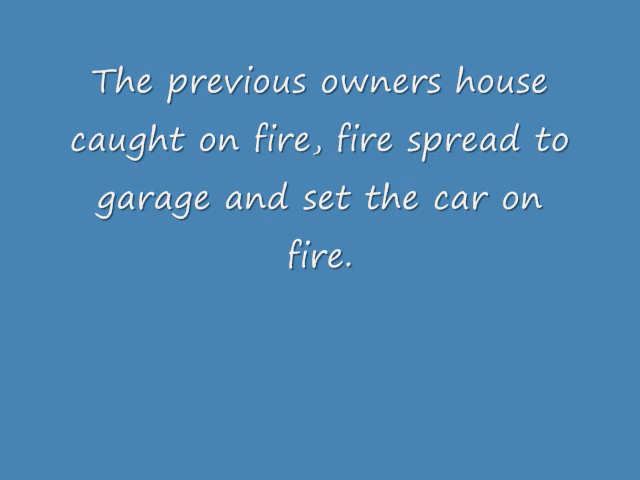 The previous owners house
caught on fire, fire spread to
garage and set the car on
fire.